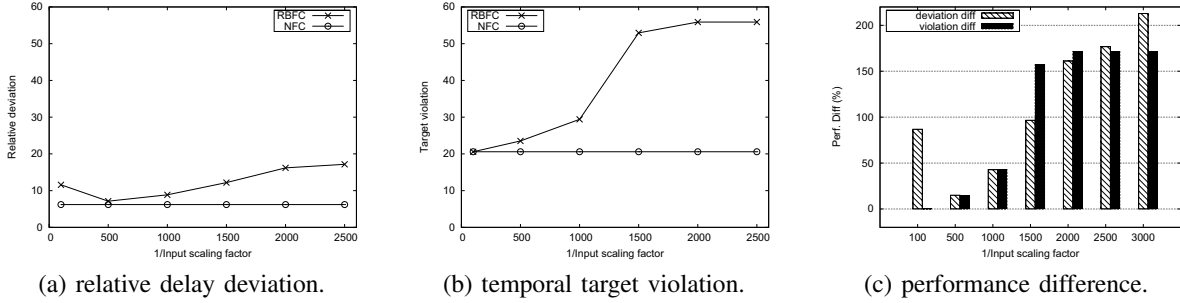 60
50
40
30
20
10
0
Relative deviation
RBFC
NFC
0 500 1000 1500 2000 2500
1/Input scaling factor
(a) relative delay deviation.
60
50
40
30
20
10
0
Target violation
RBFC
NFC
0 500 1000 1500 2000 2500
1/Input scaling factor
(b) temporal target violation.
200
150
100
50
0
Perf. Diff (%)
deviation diff
violation diff
100 500 1000 1500 2000 2500 3000
1/Input scaling factor
(c) performance difference.